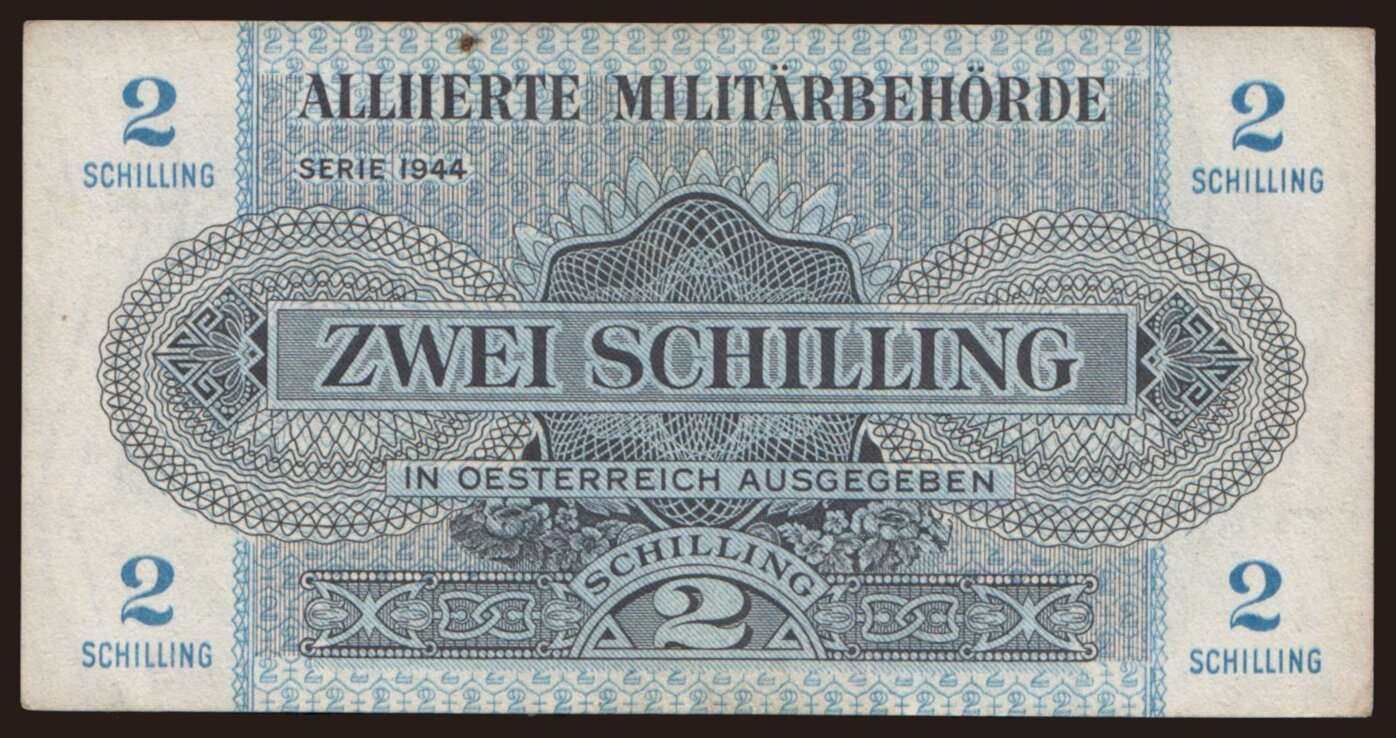 ALLIIERTE MILITÄRBEHÖRDE
2
SCHILLING
2
SCHILLING
SERIE 1944
ZWEI SCHILLING
IN OESTERREICH AUSGEGEBEN
SCHILLING
2
2
SCHILLING
2
SCHILLING